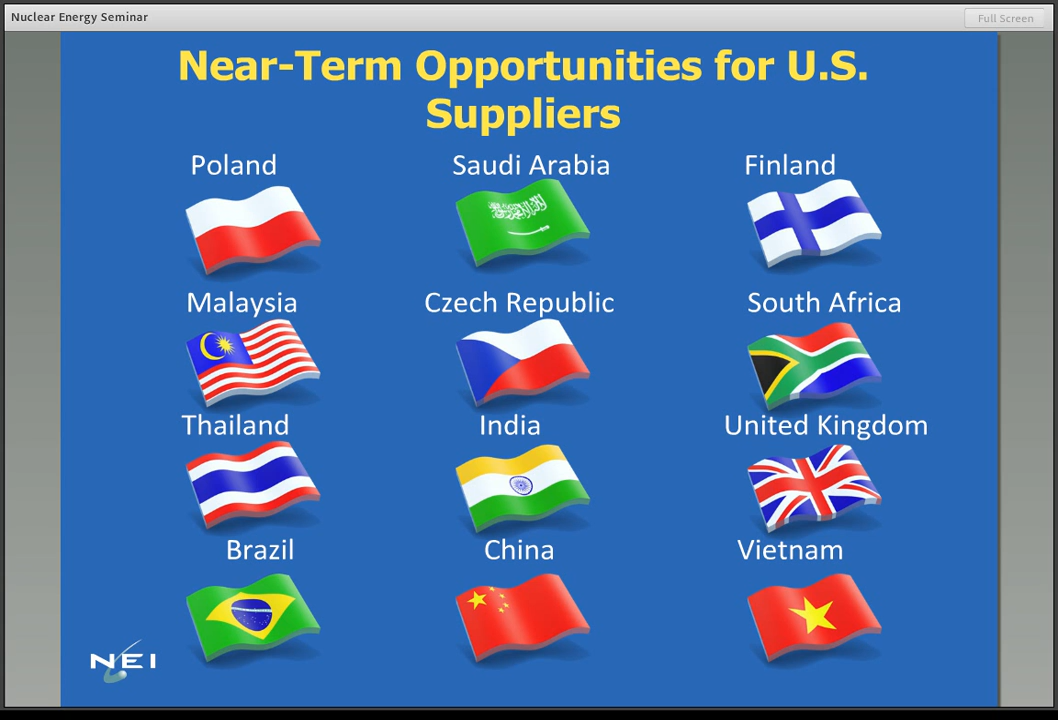 Nuclear Energy Seminar
Full Screen
Near-Term Opportunities for U.S.
Suppliers
Poland Saudi Arabia Finland
Malaysia Czech Republic South Africa
Thailand India United Kingdom
Brazil China Vietnam
NEI